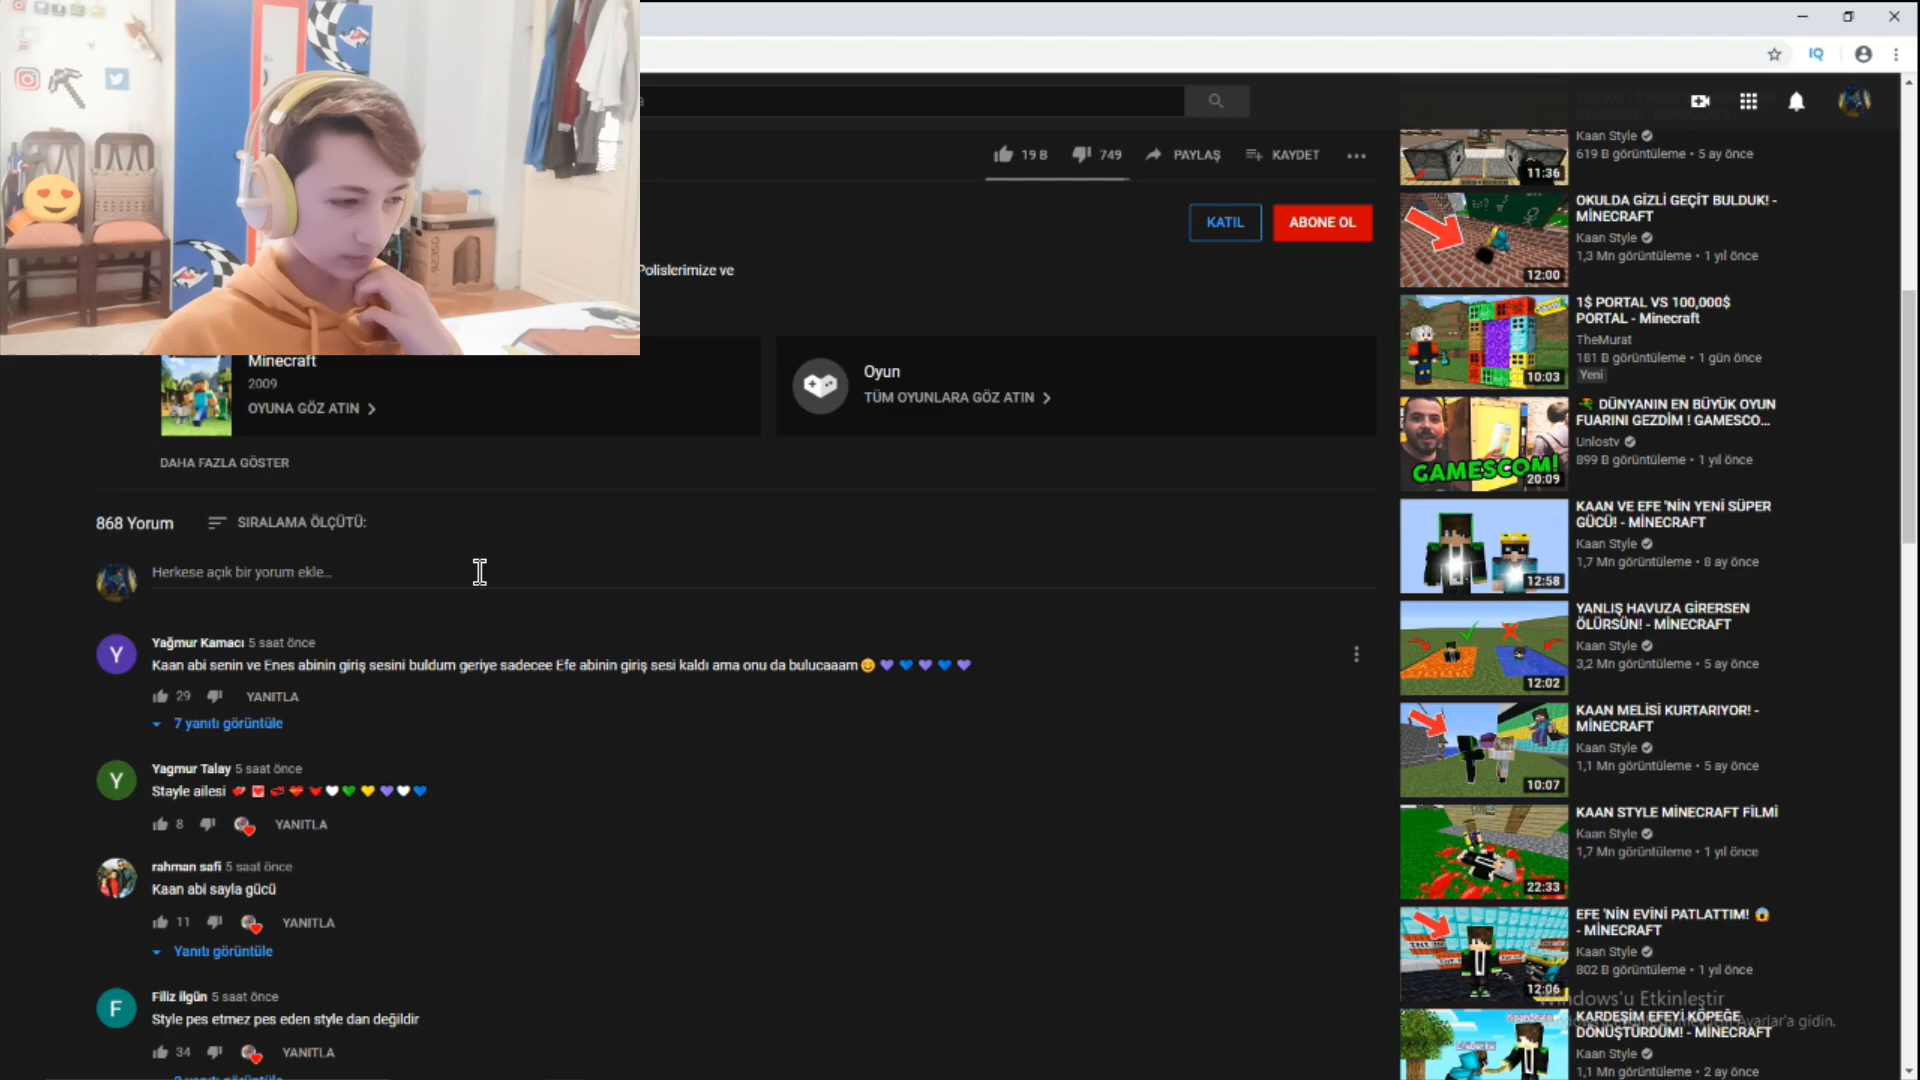 19 B
749
PAYLAŞ
KAYDET
KATIL
ABONE OL
Polislerimize ve
Minecraft
2009
OYUNA GÖZ ATIN
Oyun
TÜM OYUNLARA GÖZ ATIN
DAHA FAZLA GÖSTER
868 Yorum
SIRALAMA ÖLÇÜTÜ:
Herkese açık bir yorum ekle...
Y
Yağmur Kamacı 5 saat önce
Kaan abi senin ve Enes abinin giriş sesini buldum geriye sadecee Efe abinin giriş sesi kaldı ama onu da bulucaaam 😊 💜 💙 💜 💙 💜
29
YANITLA
7 yanıtı görüntüle
Y
Yagmur Talay 5 saat önce
Stayle ailesi
8
YANITLA
rahman safi 5 saat önce
Kaan abi sayla gücü
11
YANITLA
Yanıtı görüntüle
F
Filiz ilgün 5 saat önce
Style pes etmez pes eden style dan değildir
34
YANITLA
IQ
Kaan Style
619 B görüntüleme • 5 ay önce
11:36
OKULDA GİZLİ GEÇİT BULDUK! -
MİNECRAFT
Kaan Style
1,3 Mn görüntüleme • 1 yıl önce
12:00
1$ PORTAL VS 100,000$
PORTAL - Minecraft
TheMurat
181 B görüntüleme • 1 gün önce
Yeni
10:03
DÜNYANIN EN BÜYÜK OYUN
FUARINI GEZDİM ! GAMESCO...
Unlostv
899 B görüntüleme • 1 yıl önce
GAMESCOM!
20:09
KAAN VE EFE 'NİN YENİ SÜPER
GÜCÜ! - MİNECRAFT
Kaan Style
1,7 Mn görüntüleme • 8 ay önce
12:58
YANLIŞ HAVUZA GİRERSEN
ÖLÜRSÜN! - MİNECRAFT
Kaan Style
3,2 Mn görüntüleme • 5 ay önce
12:02
KAAN MELİSİ KURTARIYOR! -
MİNECRAFT
Kaan Style
1,1 Mn görüntüleme • 5 ay önce
10:07
KAAN STYLE MİNECRAFT FİLMİ
Kaan Style
1,7 Mn görüntüleme • 1 yıl önce
22:33
EFE 'NİN EVİNİ PATLATTIM! 😱
- MİNECRAFT
Kaan Style
802 B görüntüleme • 1 yıl önce
12:06
Windows'u Etkinleştir
KARDEŞİM EFEYİ KÖPEĞE
DÖNÜŞTÜRDÜM! - MİNECRAFT
Ayarlar'a gidin.
Kaan Style
1,1 Mn görüntüleme • 2 ay önce